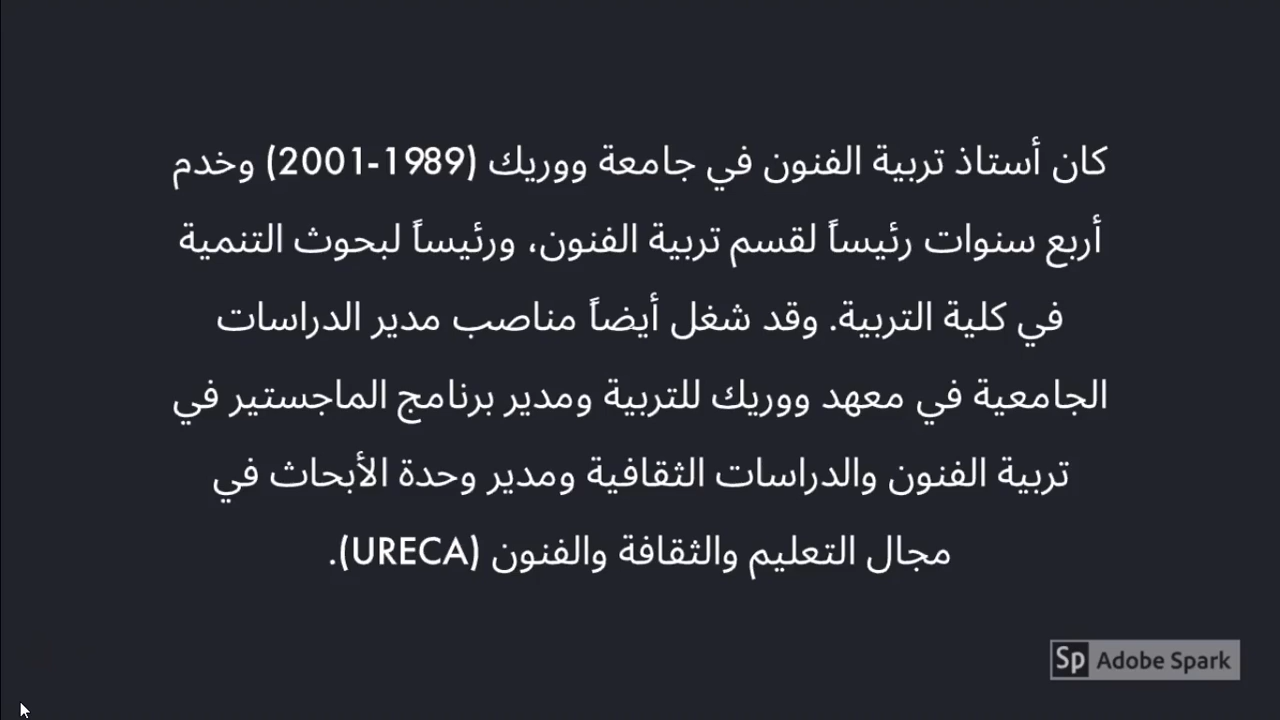 كان أستاذ تربية الفنون في جامعة ووريك (1989-2001) وخدم
أربع سنوات رئيساً لقسم تربية الفنون، ورئيساً لبحوث التنمية
في كلية التربية. وقد شغل أيضاً مناصب مدير الدراسات
الجامعية في معهد ووريك للتربية ومدير برنامج الماجستير في
تربية الفنون والدراسات الثقافية ومدير وحدة الأبحاث في
مجال التعليم والثقافة والفنون (URECA).
Sp Adobe Spark